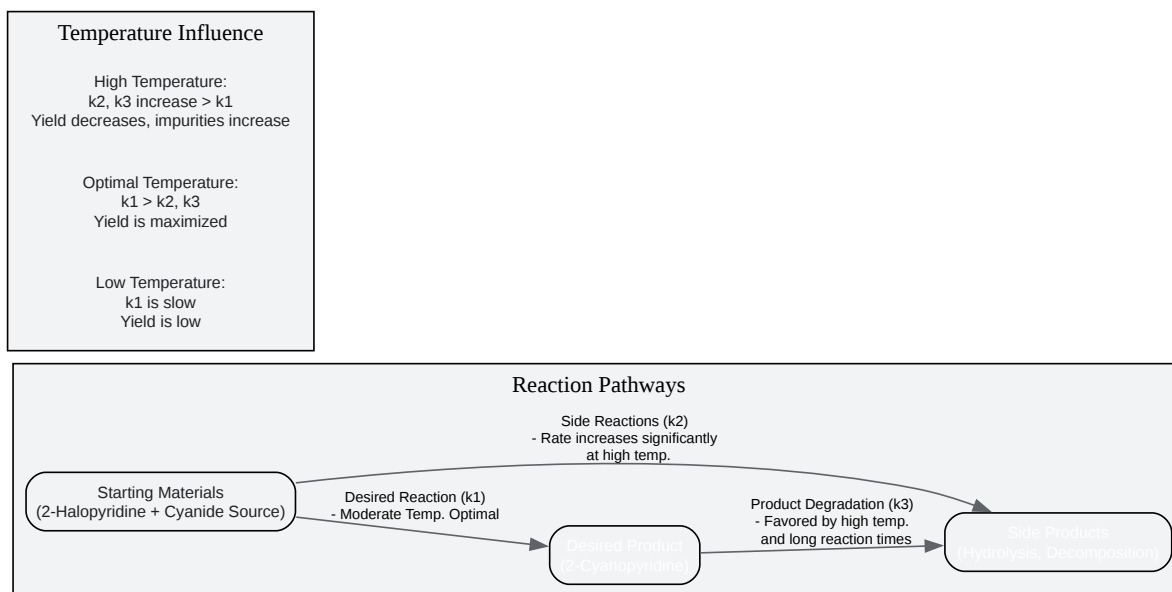 Temperature Influence
High Temperature:
k2, k3 increase > k1
Yield decreases, impurities increase
Optimal Temperature:
k1 > k2, k3
Yield is maximized
Low Temperature:
k1 is slow
Yield is low
Reaction Pathways
Side Reactions (k2)
- Rate increases significantly
at high temp.
Starting Materials
(2-Halopyridine + Cyanide Source)
Desired Reaction (k1)
- Moderate Temp. Optimal
Desired Product
(2-Cyanopyridine)
Product Degradation (k3)
- Favored by high temp.
and long reaction times
Side Products
(Hydrolysis, Decomposition)